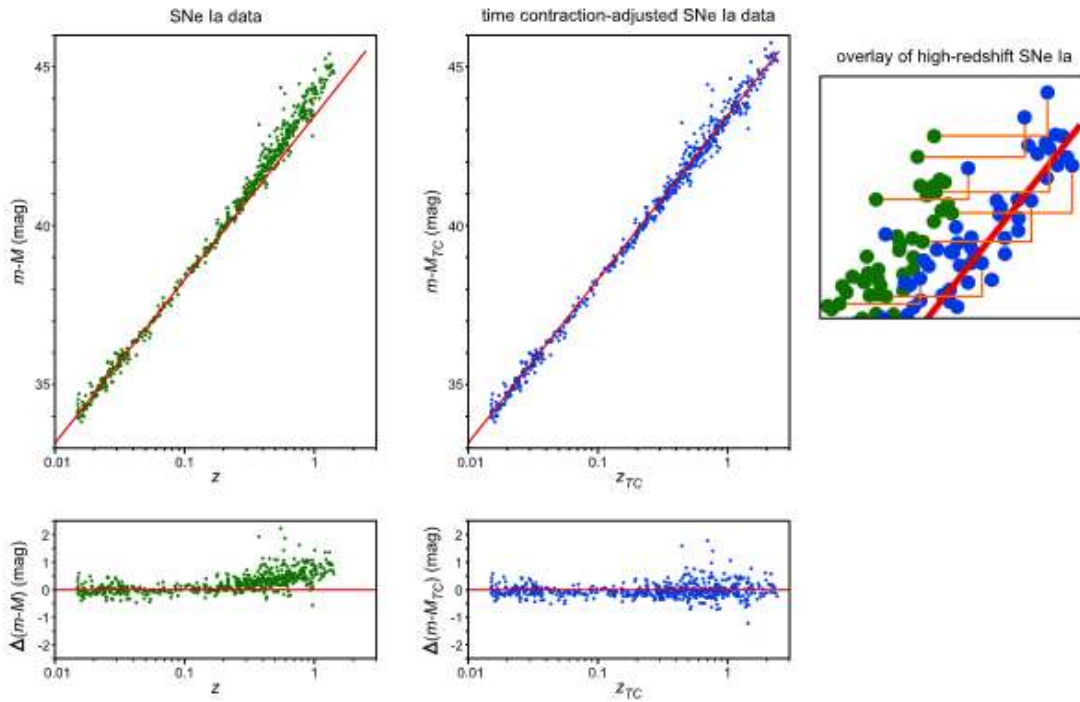 SNe Ia data
45
40
35
m-M (mag)
0.01
0.1
1
z
2
1
0
-1
-2
Δ(m-M) (mag)
0.01
0.1
1
z
time contraction-adjusted SNe Ia data
45
40
35
m-M_TC (mag)
0.01
0.1
1
z_TC
2
1
0
-1
-2
Δ(m-M_TC) (mag)
0.01
0.1
1
z_TC
overlay of high-redshift SNe Ia